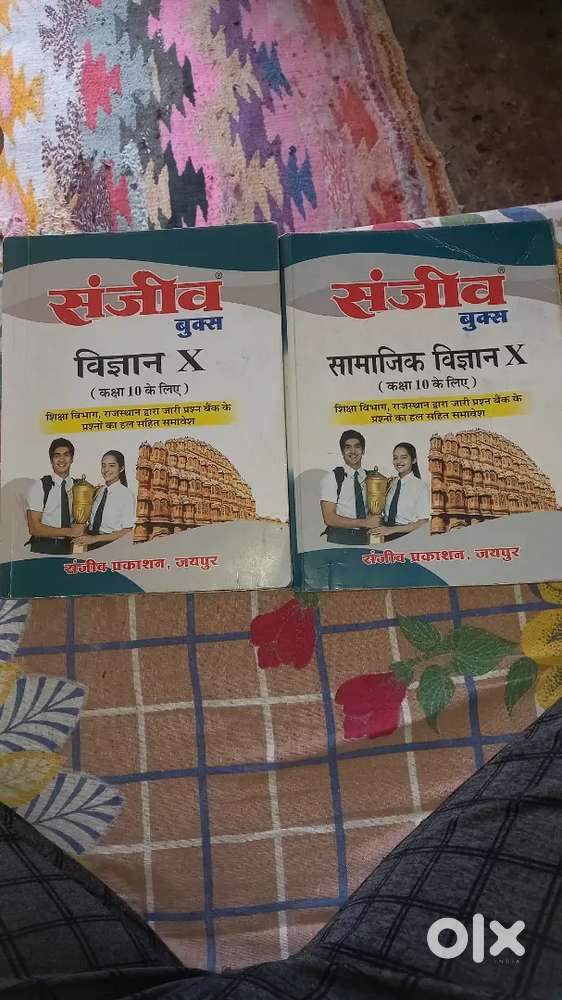 संजीव®
बुक्स
विज्ञान X
( कक्षा 10 के लिए )
शिक्षा विभाग, राजस्थान द्वारा जारी प्रश्न बैंक के
प्रश्नों का हल सहित समावेश
संजीव प्रकाशन, जयपुर
संजीव®
बुक्स
सामाजिक विज्ञान X
( कक्षा 10 के लिए )
शिक्षा विभाग, राजस्थान द्वारा जारी प्रश्न बैंक के
प्रश्नों का हल सहित समावेश
संजीव प्रकाशन, जयपुर
olx
INDIA